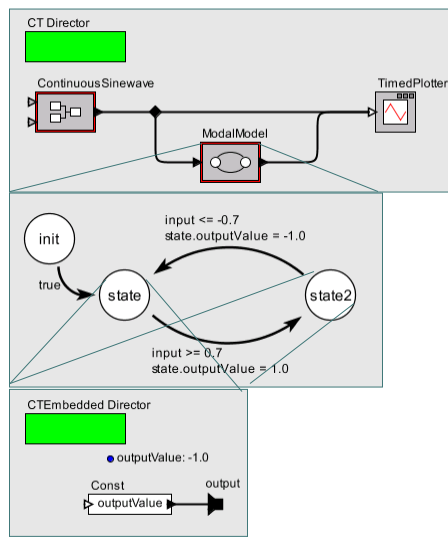 CT Director
ContinuousSinewave
TimedPlotter
ModalModel
input <= -0.7
state.outputValue = -1.0
init
true
state
state2
input >= 0.7
state.outputValue = 1.0
CTEmbedded Director
outputValue: -1.0
Const
output
outputValue